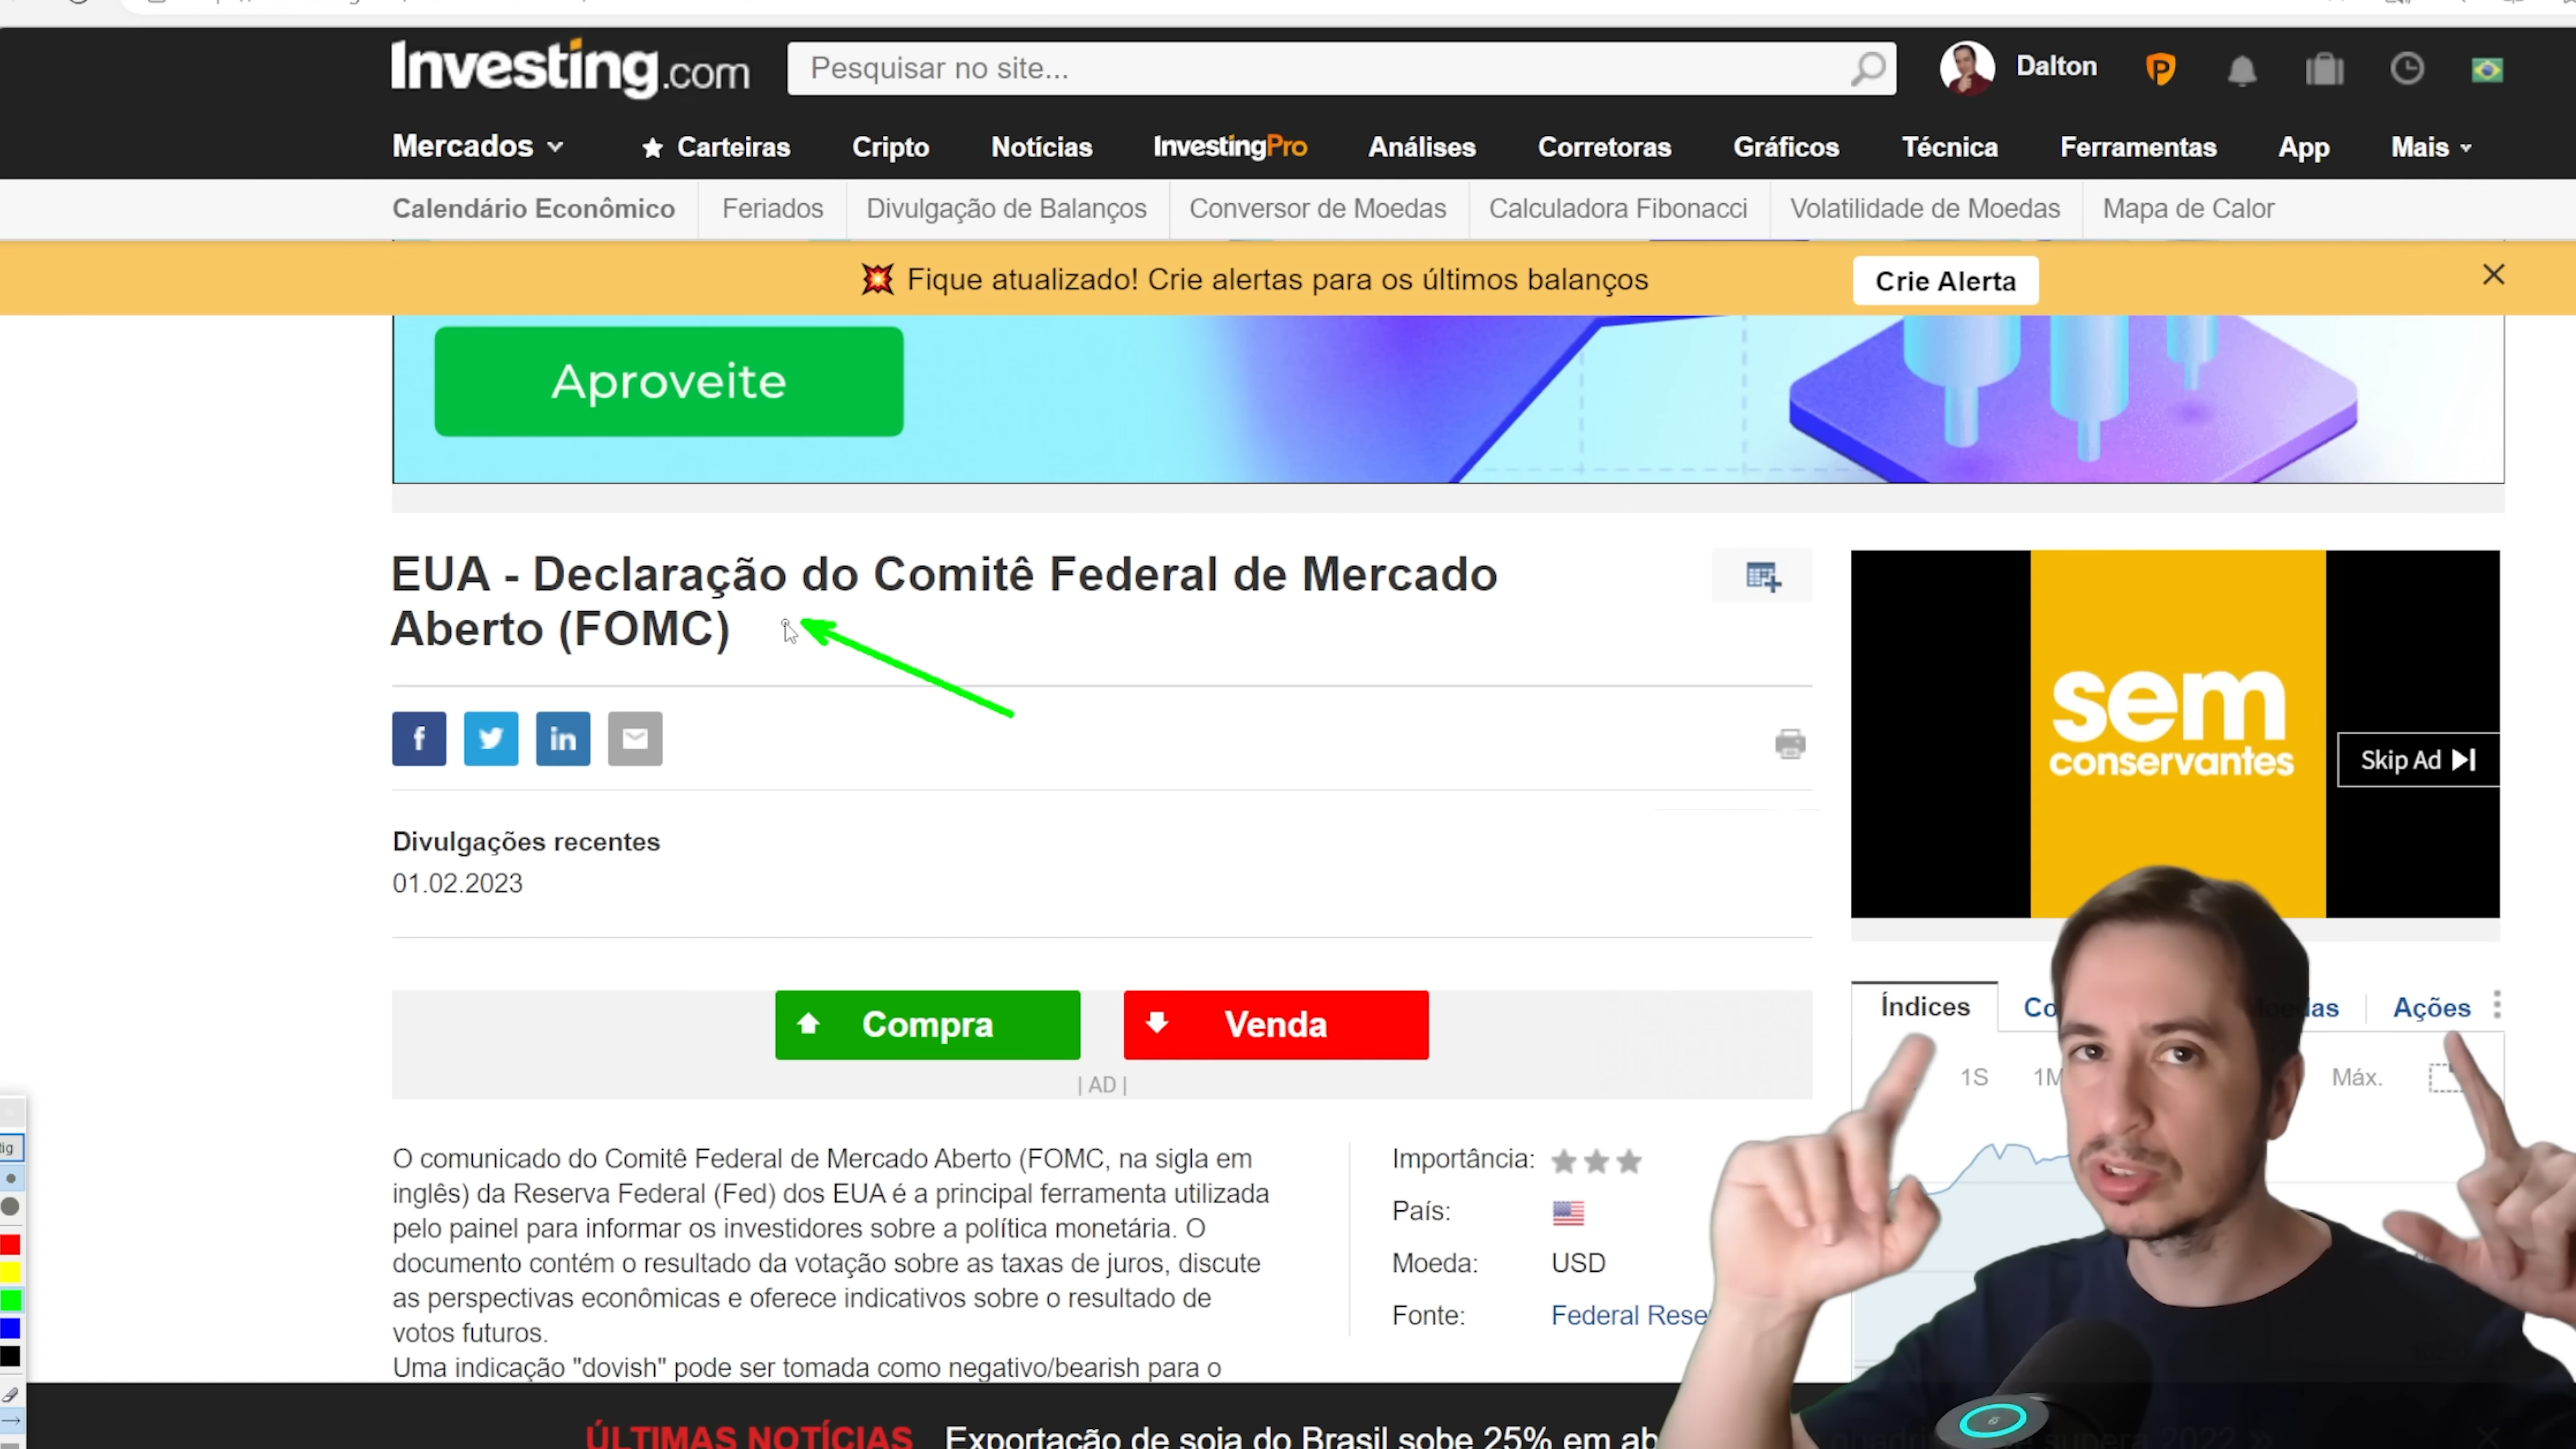 Investing.com
Pesquisar no site...
Dalton
Mercados
Carteiras
Cripto
Notícias
InvestingPro
Análises
Corretoras
Gráficos
Técnica
Ferramentas
App
Mais
Calendário Econômico
Feriados
Divulgação de Balanços
Conversor de Moedas
Calculadora Fibonacci
Volatilidade de Moedas
Mapa de Calor
Fique atualizado! Crie alertas para os últimos balanços
Crie Alerta
Aproveite
EUA - Declaração do Comitê Federal de Mercado
Aberto (FOMC)
sem
conservantes
Skip Ad
Divulgações recentes
01.02.2023
Compra
Venda
| AD |
Índices
Ações
1S
Máx.
O comunicado do Comitê Federal de Mercado Aberto (FOMC, na sigla em
inglês) da Reserva Federal (Fed) dos EUA é a principal ferramenta utilizada
pelo painel para informar os investidores sobre a política monetária. O
documento contém o resultado da votação sobre as taxas de juros, discute
as perspectivas econômicas e oferece indicativos sobre o resultado de
votos futuros.
Uma indicação "dovish" pode ser tomada como negativo/bearish para o
Importância:
País:
Moeda: USD
Fonte: Federal Rese
ÚLTIMAS NOTÍCIAS Exportação de soja do Brasil sobe 25% em ab
supera 2022 »